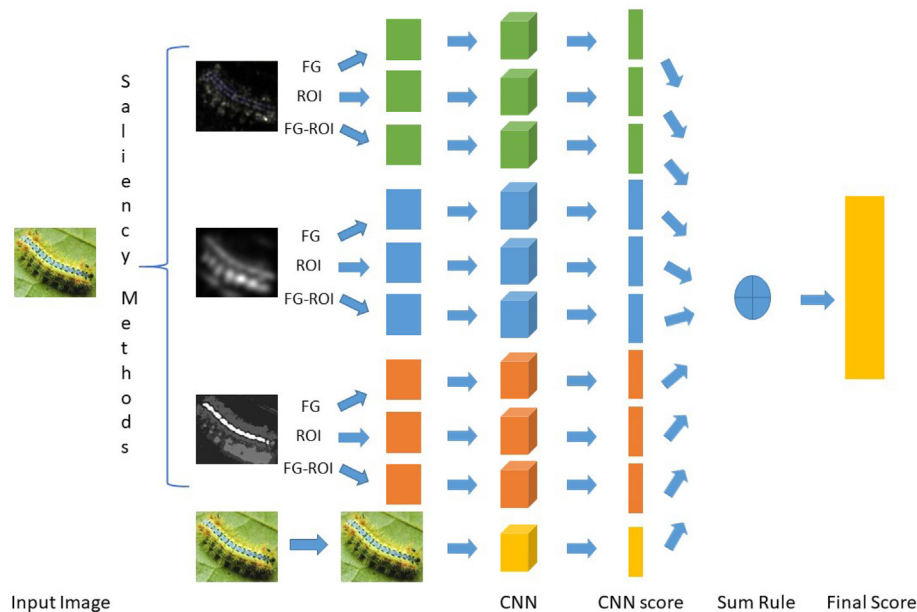 Saliency Methods
FG
ROI
FG-ROI
FG
ROI
FG-ROI
FG
ROI
FG-ROI
Input Image
CNN
CNN score
Sum Rule
Final Score